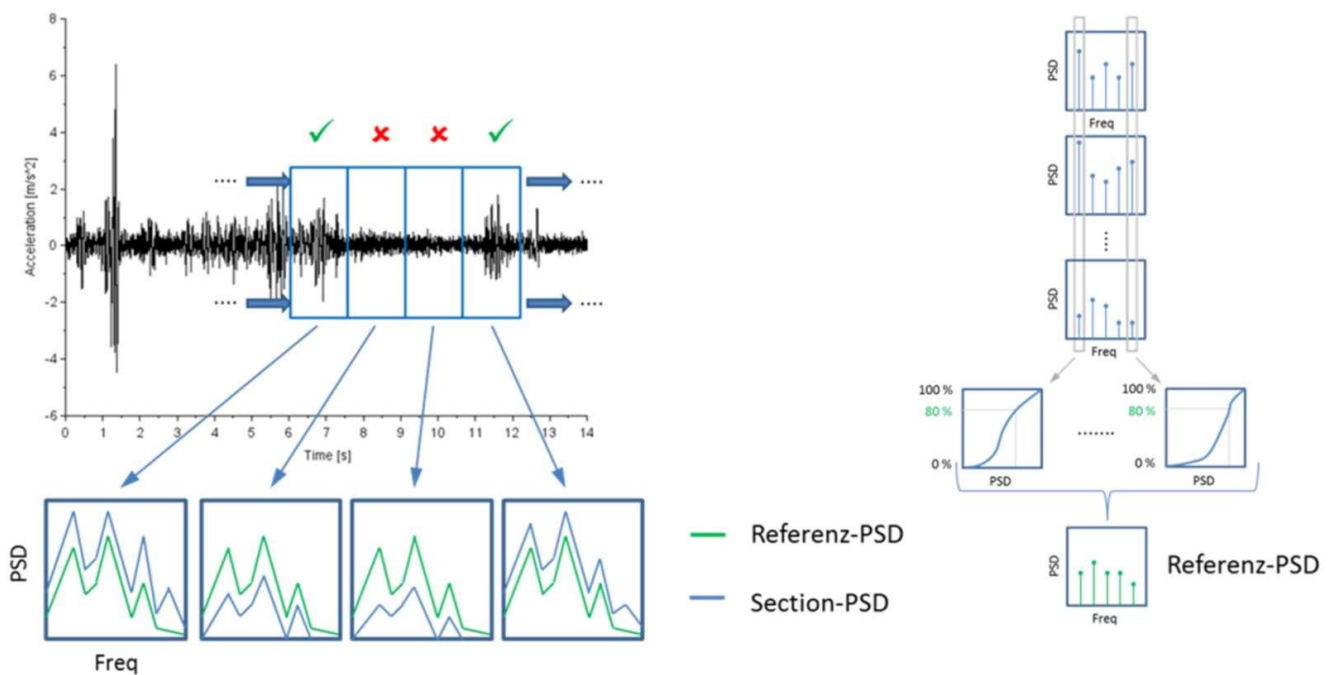 8
6
4
2
0
-2
-4
-6
Acceleration [m/s^2]
....
....
....
....
0 1 2 3 4 5 6 7 8 9 10 11 12 13 14
Time [s]
PSD
Freq
Referenz-PSD
Section-PSD
PSD
Freq
PSD
PSD
Freq
100 %
80 %
0 %
PSD
100 %
80 %
0 %
PSD
PSD
Freq
Referenz-PSD